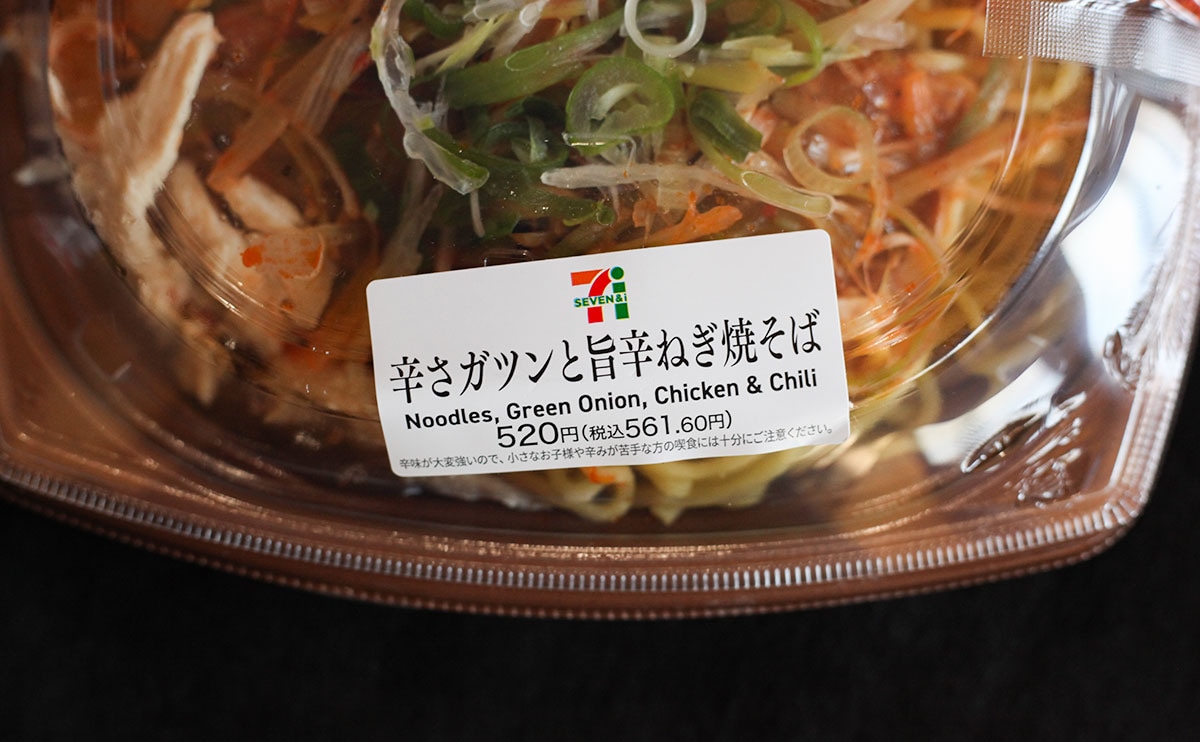 SEVEN&i
辛さガツンと旨辛ねぎ焼そば
Noodles, Green Onion, Chicken & Chili
520円(税込561.60円)
辛味が大変強いので、小さなお子様や辛みが苦手な方の喫食には十分にご注意ください。